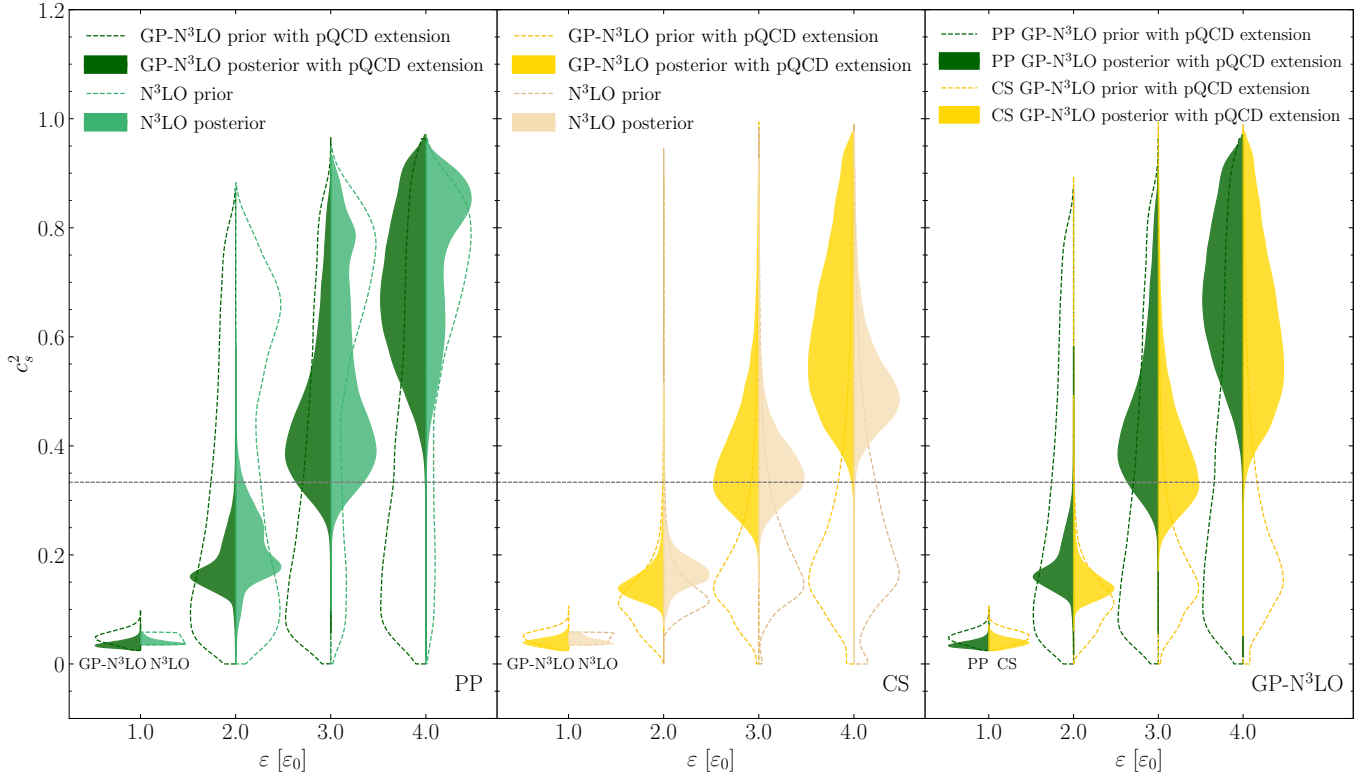 1.2
1.0
0.8
0.6
0.4
0.2
0
c_s^2
GP-N³LO prior with pQCD extension
GP-N³LO posterior with pQCD extension
N³LO prior
N³LO posterior
GP-N³LO N³LO
PP
1.0 2.0 3.0 4.0
ε [ε₀]
GP-N³LO prior with pQCD extension
GP-N³LO posterior with pQCD extension
N³LO prior
N³LO posterior
GP-N³LO N³LO
CS
1.0 2.0 3.0 4.0
ε [ε₀]
PP GP-N³LO prior with pQCD extension
PP GP-N³LO posterior with pQCD extension
CS GP-N³LO prior with pQCD extension
CS GP-N³LO posterior with pQCD extension
PP CS
GP-N³LO
1.0 2.0 3.0 4.0
ε [ε₀]